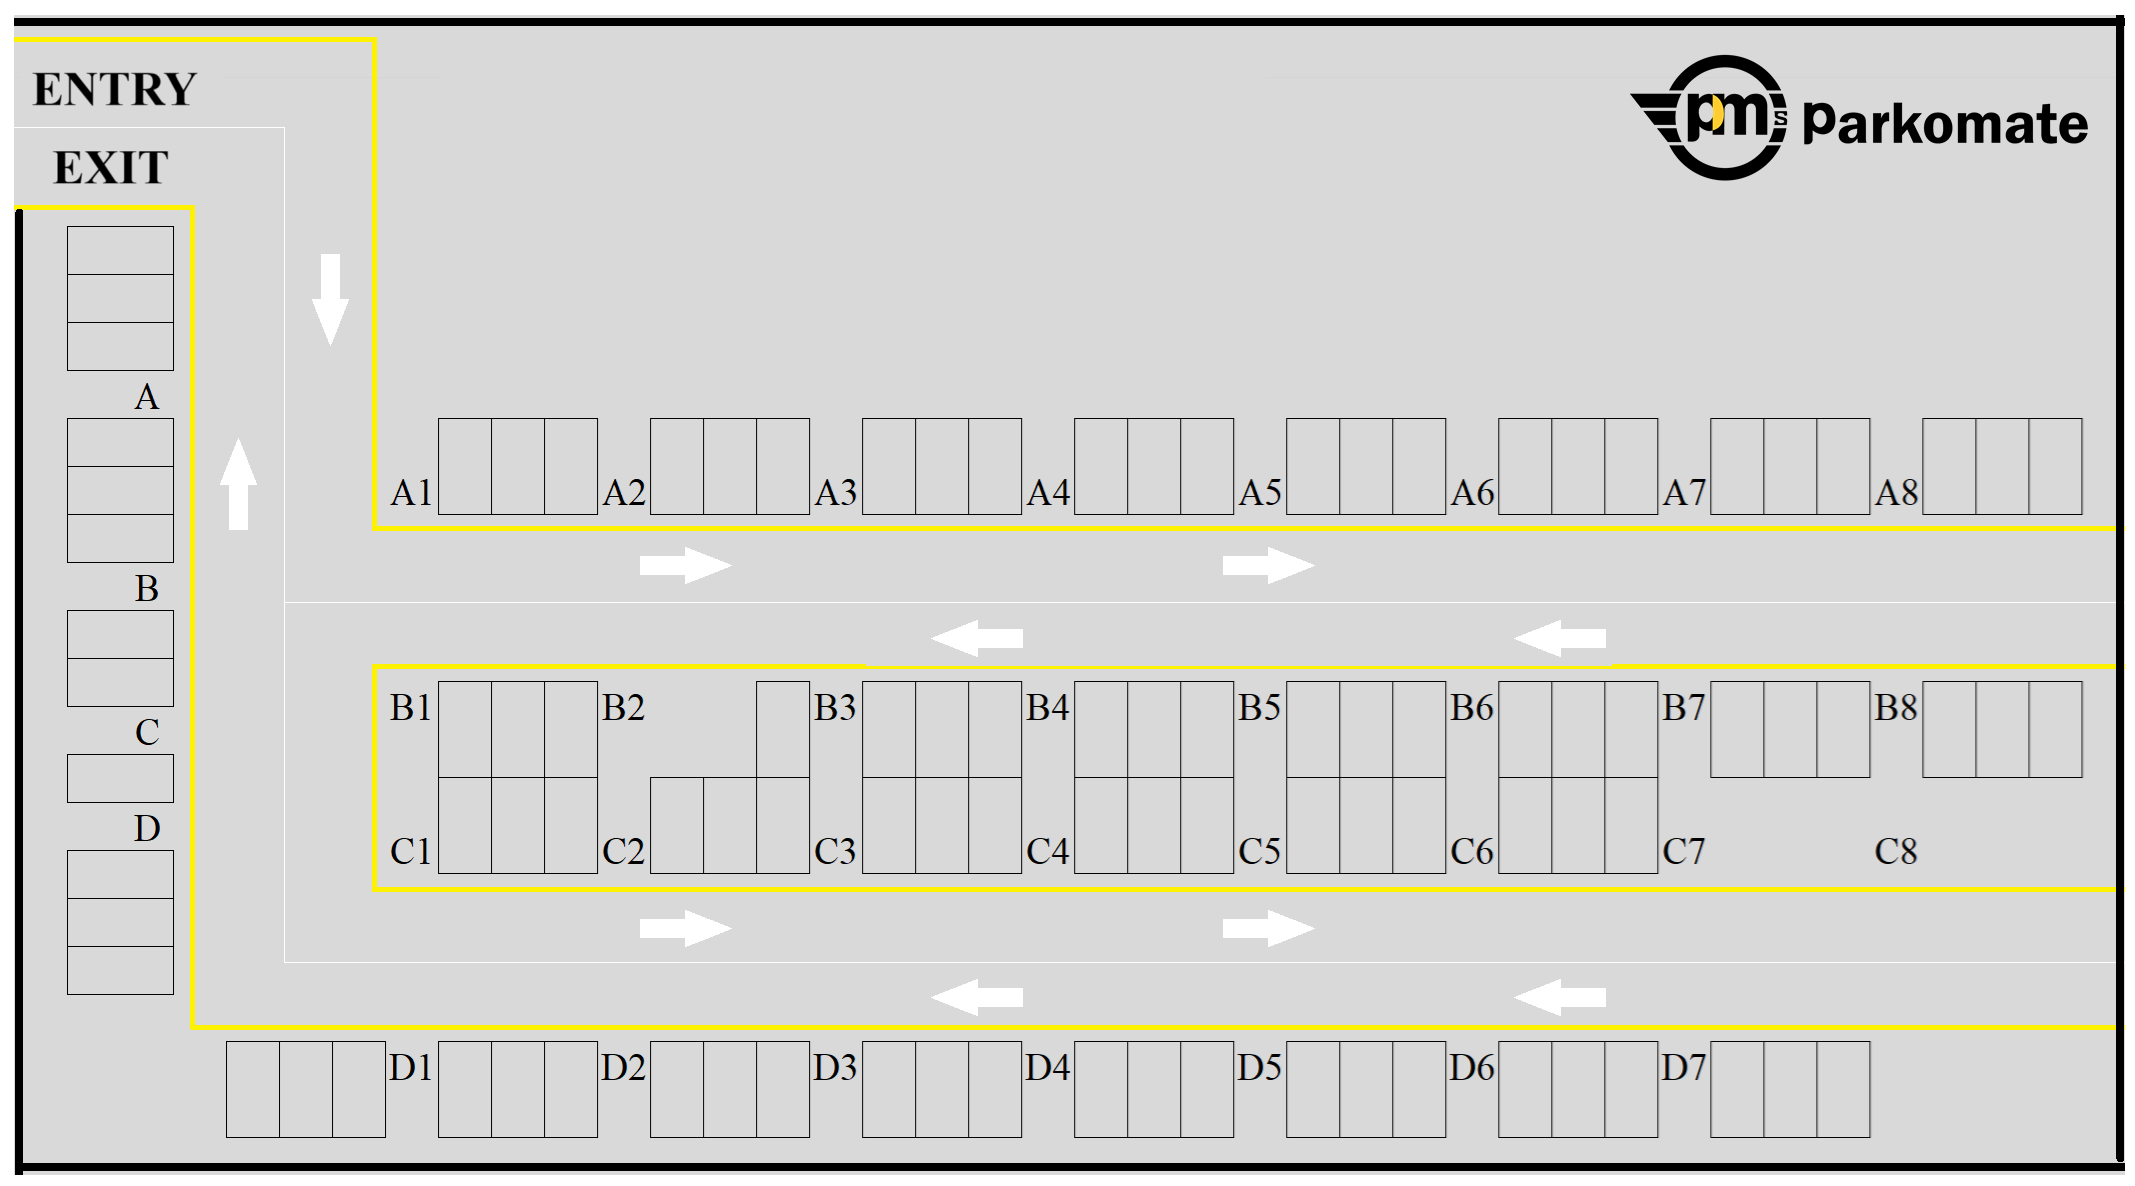 ENTRY
EXIT
pms parkomate
A
B
C
D
A1 A2 A3 A4 A5 A6 A7 A8
B1 B2 B3 B4 B5 B6 B7 B8
C1 C2 C3 C4 C5 C6 C7 C8
D1 D2 D3 D4 D5 D6 D7